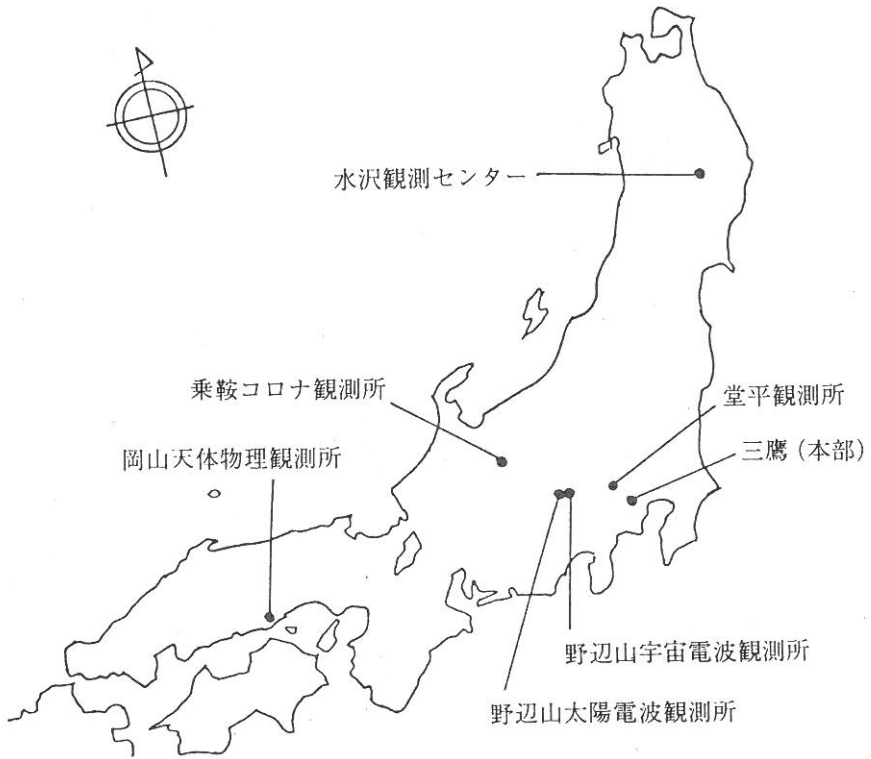 水沢観測センター
乗鞍コロナ観測所
堂平観測所
岡山天体物理観測所
三鷹（本部）
野辺山宇宙電波観測所
野辺山太陽電波観測所